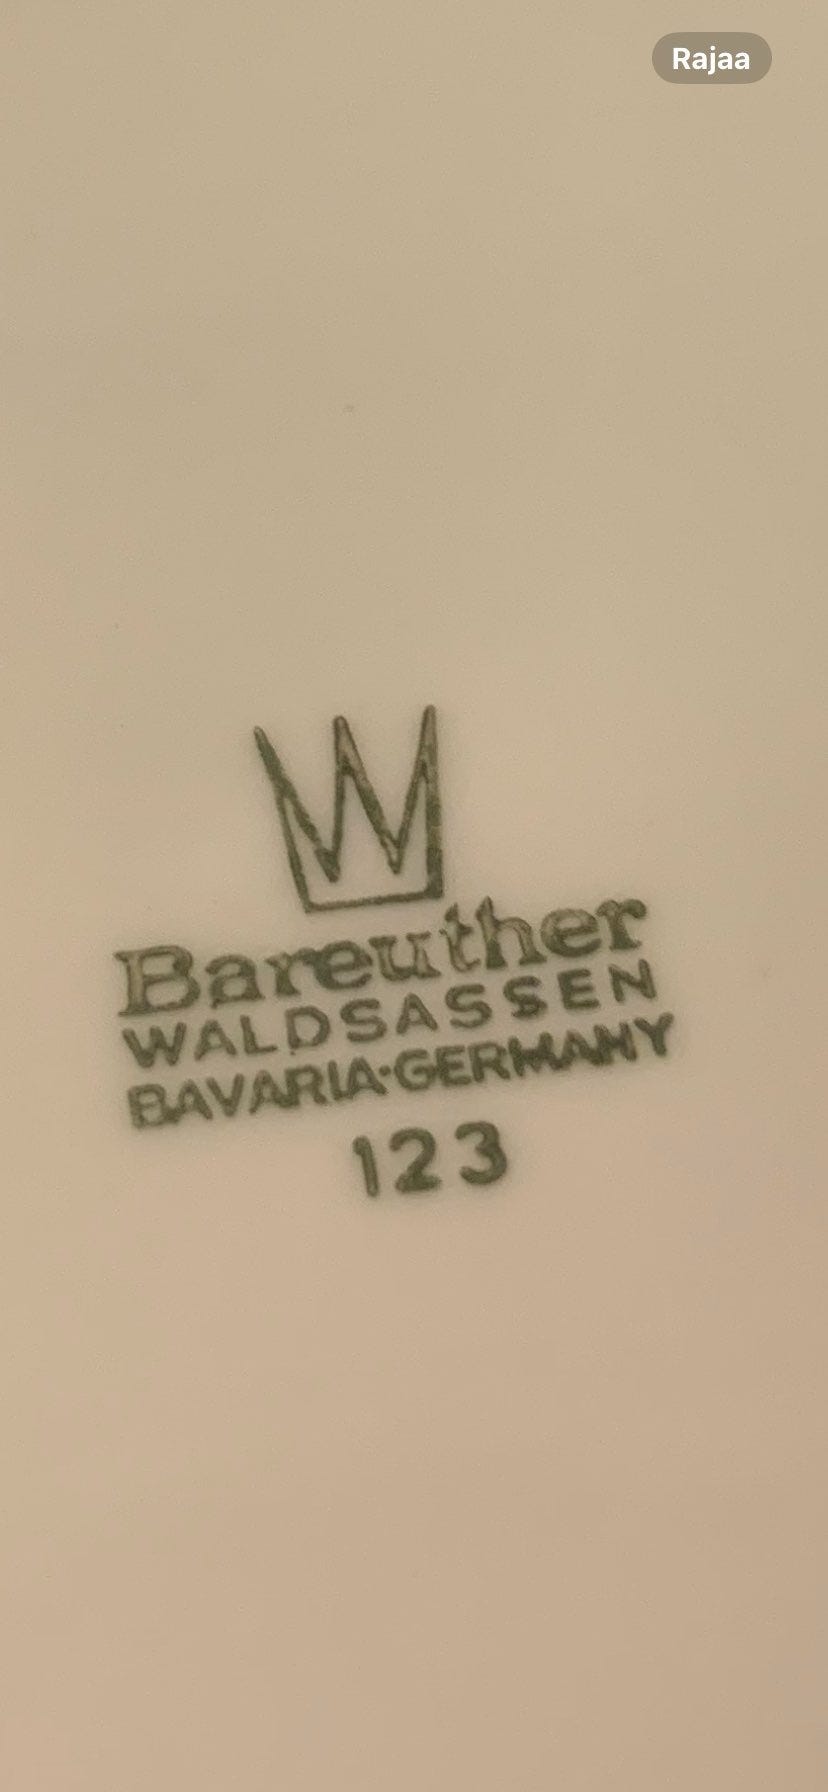 Rajaa
W
Bareuther
WALDSASSEN
BAVARIA·GERMANY
123